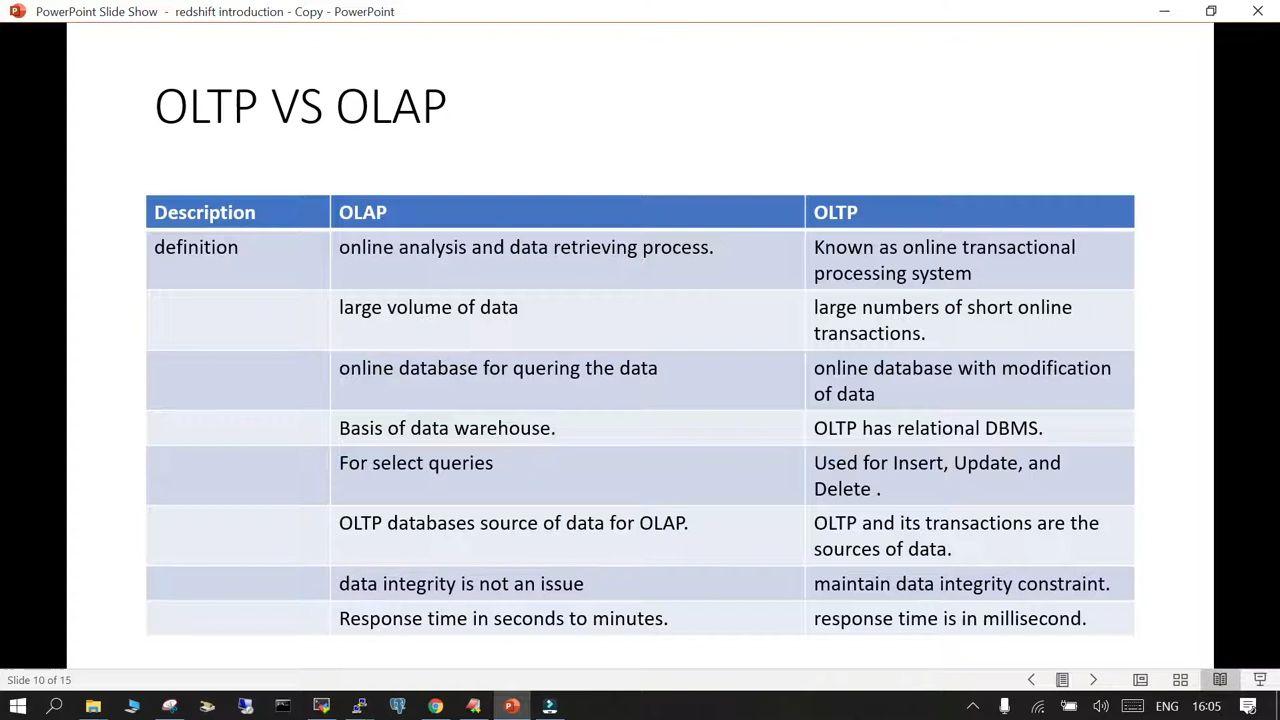 PowerPoint Slide Show - redshift introduction - Copy - PowerPoint
OLTP VS OLAP
Description OLAP OLTP
definition online analysis and data retrieving process. Known as online transactional
processing system
large volume of data large numbers of short online
transactions.
online database for quering the data online database with modification
of data
Basis of data warehouse. OLTP has relational DBMS.
For select queries Used for Insert, Update, and
Delete .
OLTP databases source of data for OLAP. OLTP and its transactions are the
sources of data.
data integrity is not an issue maintain data integrity constraint.
Response time in seconds to minutes. response time is in millisecond.
Slide 10 of 15
ENG 16:05